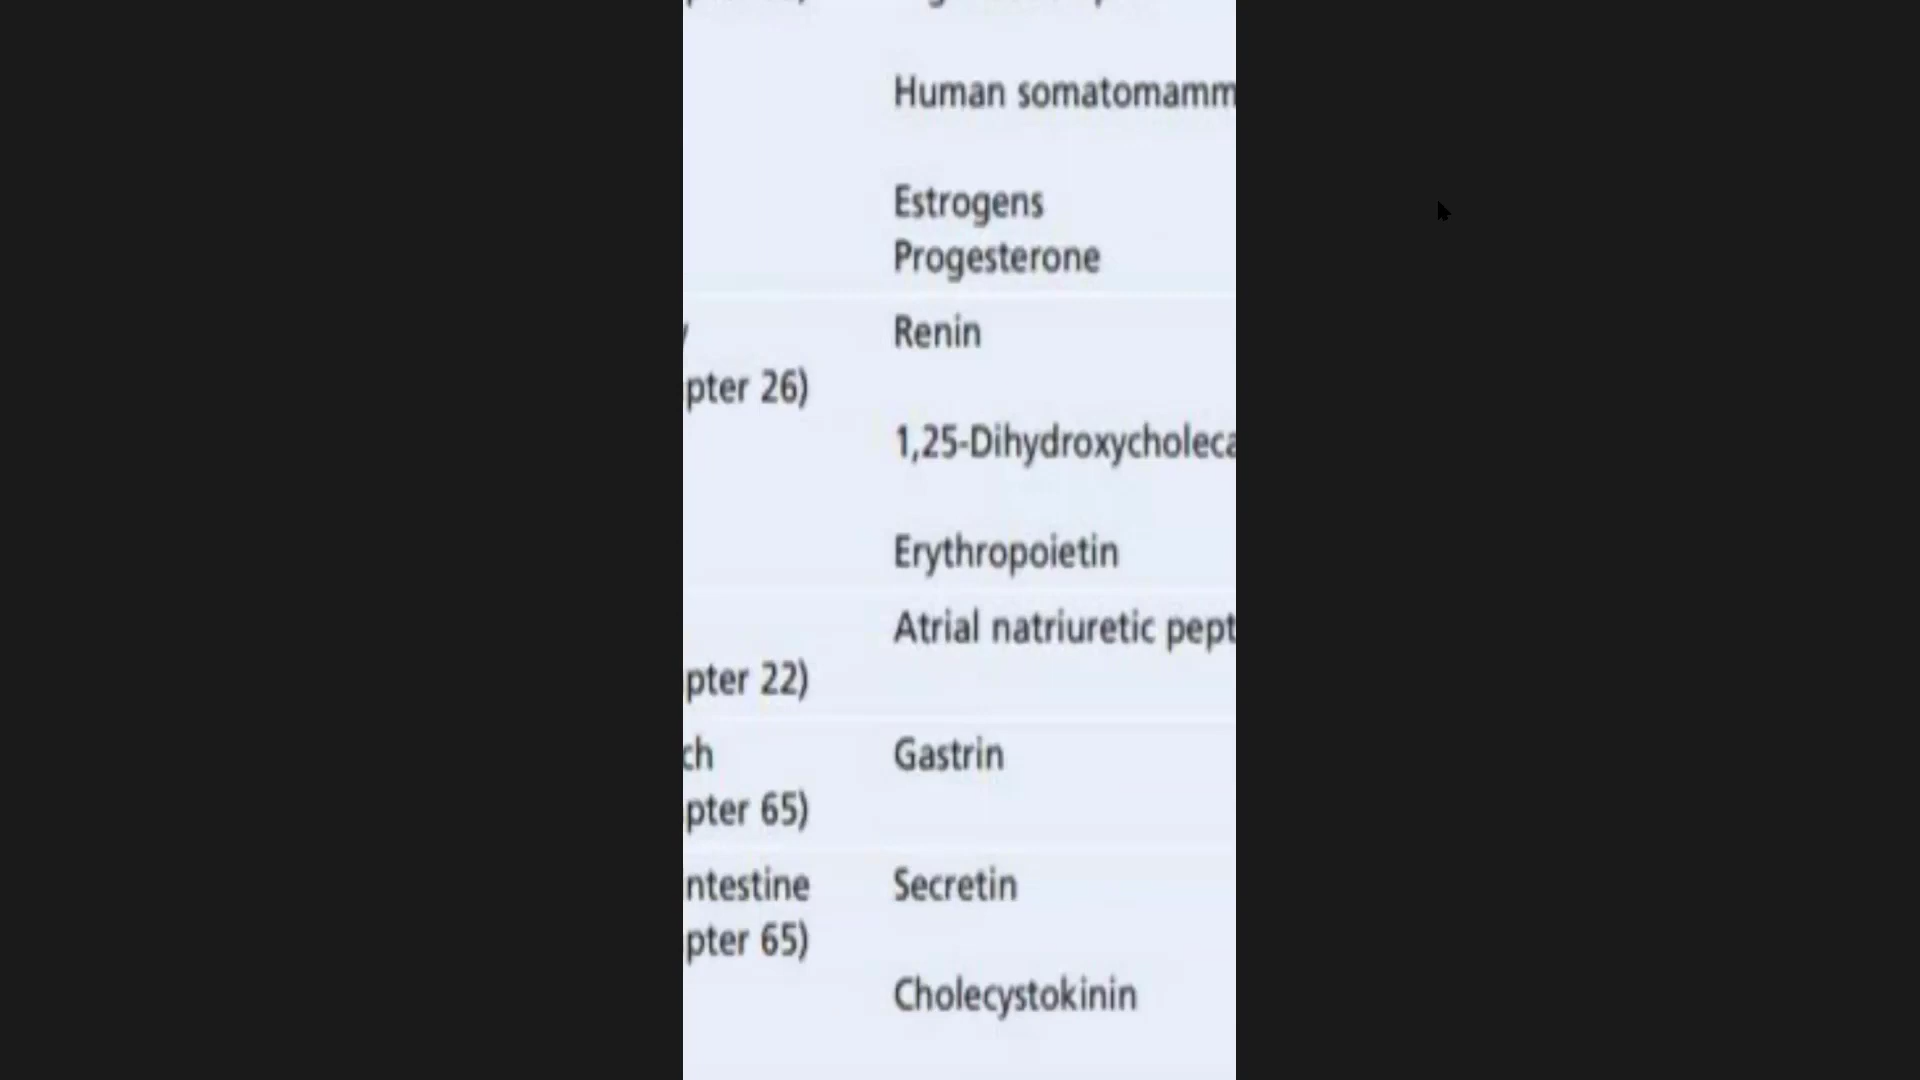 Human somatomamm
Estrogens
Progesterone
Renin
pter 26)
1,25-Dihydroxycholeca
Erythropoietin
Atrial natriuretic pept
pter 22)
ch Gastrin
pter 65)
ntestine Secretin
pter 65)
Cholecystokinin